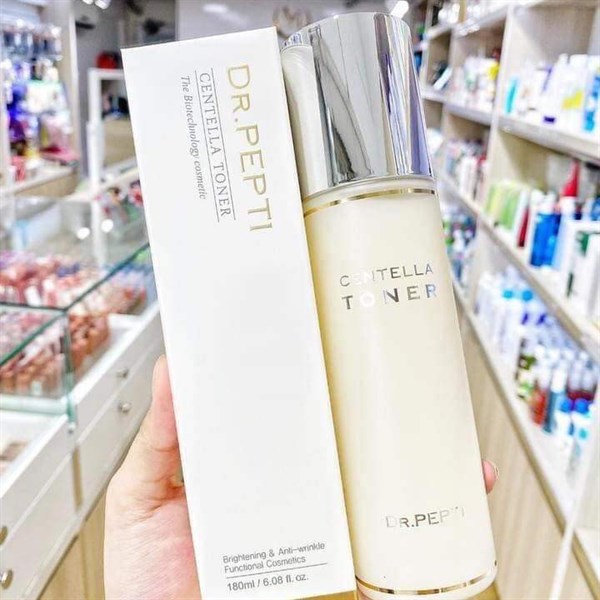 DR.PEPTI
CENTELLA TONER
The Biotechnology cosmetic
Brightening & Anti-wrinkle
Functional Cosmetics
180ml / 6.08 fl. oz.
CENTELLA
TONER
DR.PEPTI